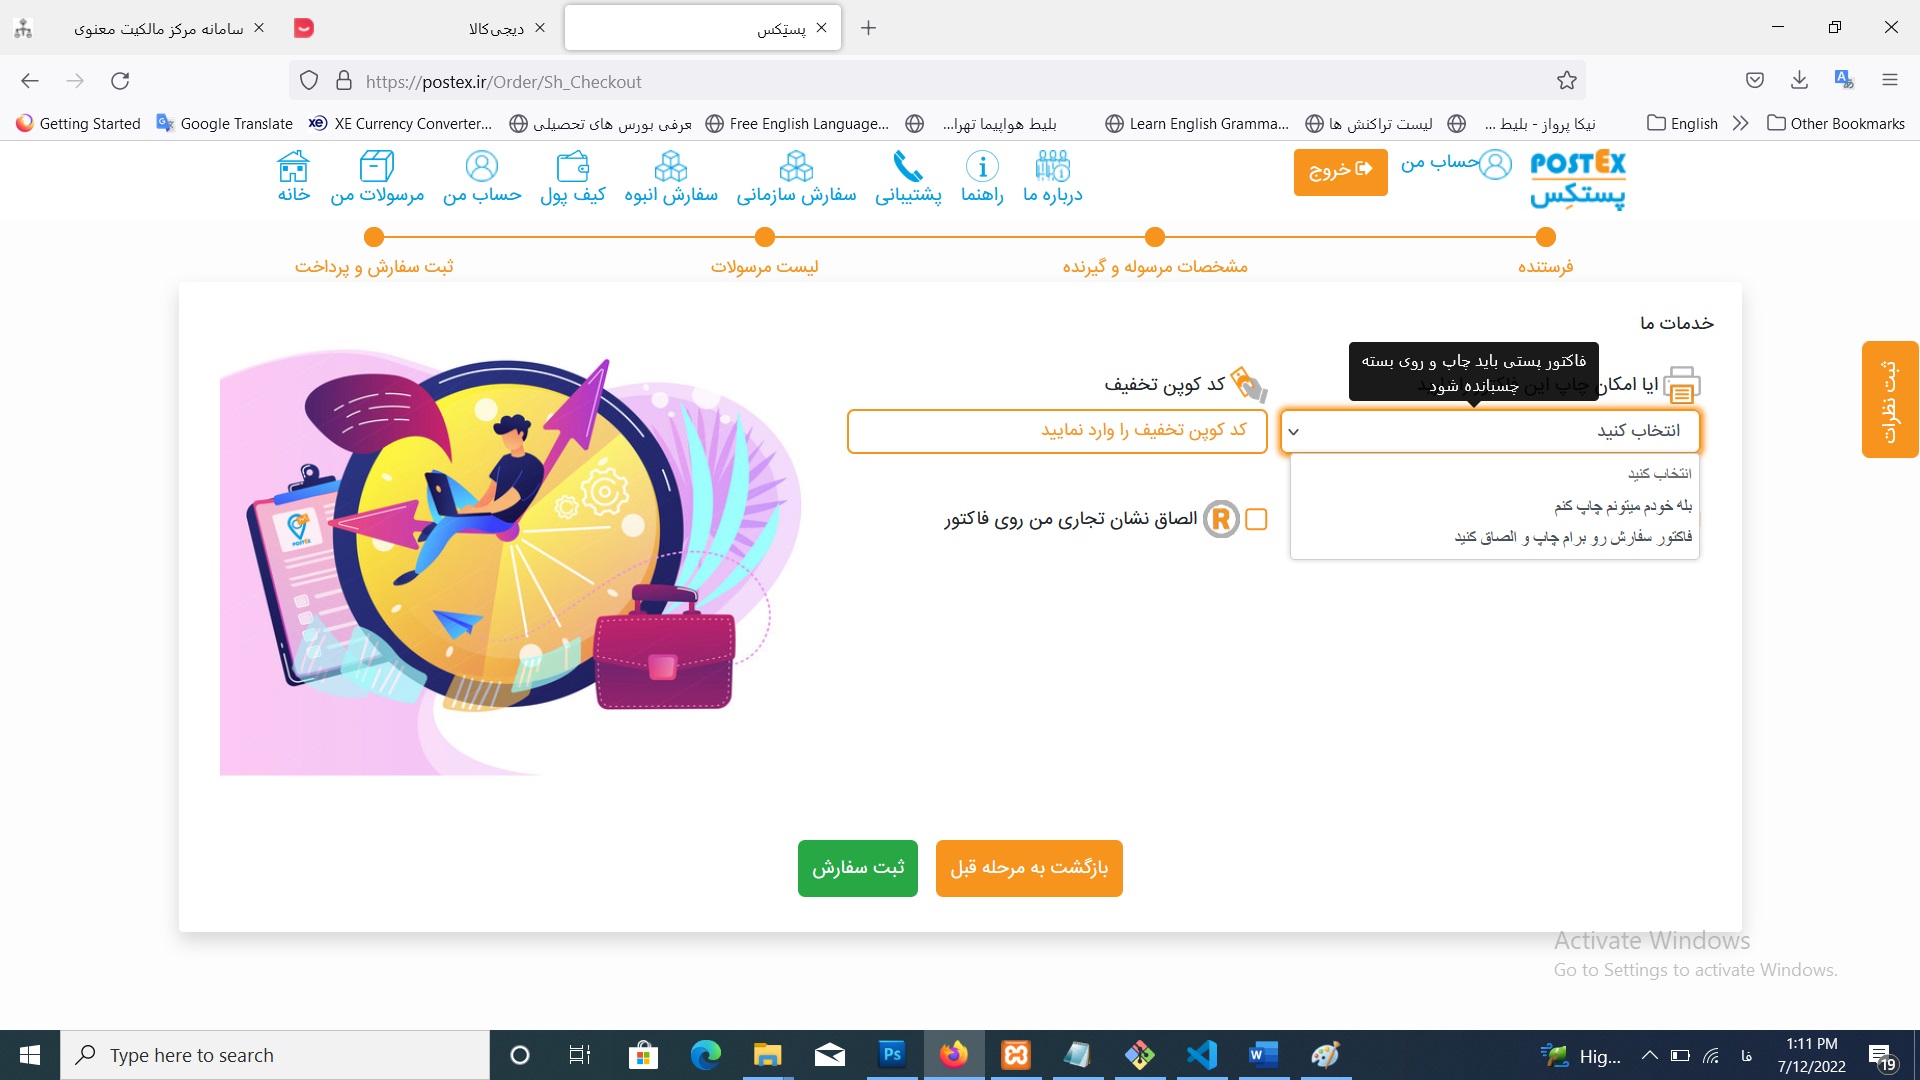 سامانه مرکز مالکیت معنوی
دیجی‌کالا
پستِکس
https://postex.ir/Order/Sh_Checkout
Getting Started
Google Translate
XE Currency Converter...
عرفی بورس های تحصیلی
Free English Language...
بلیط هواپیما تهرا...
Learn English Gramma...
لیست تراکنش ها
نیکا پرواز - بلیط ...
English
Other Bookmarks
POSTEX
پستِکس
حساب من
خروج
درباره ما
راهنما
پشتیبانی
سفارش سازمانی
سفارش انبوه
کیف پول
حساب من
مرسولات من
خانه
فرستنده
مشخصات مرسوله و گیرنده
لیست مرسولات
ثبت سفارش و پرداخت
خدمات ما
فاکتور پستی باید چاپ و روی بسته
چسبانده شود
ایا امکان چاپ این
کد کوپن تخفیف
انتخاب کنید
کد کوپن تخفیف را وارد نمایید
انتخاب کنید
بله خودم میتونم چاپ کنم
فاکتور سفارش رو برام چاپ و الصاق کنید
R
الصاق نشان تجاری من روی فاکتور
ثبت نظرات
POSTEX
بازگشت به مرحله قبل
ثبت سفارش
Activate Windows
Go to Settings to activate Windows.
Type here to search
Ps
W
Hig...
فا
1:11 PM
7/12/2022
19